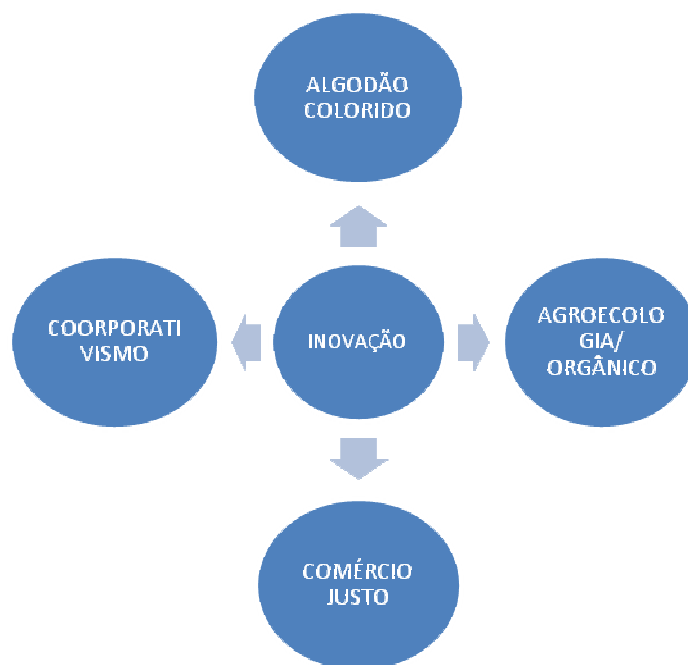 ALGODÃO
COLORIDO
COORPORATI
VISMO
INOVAÇÃO
AGROECOLO
GIA/
ORGÂNICO
COMÉRCIO
JUSTO